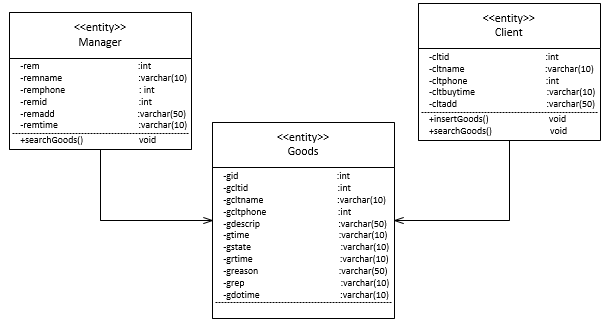 <<entity>>
Manager
-rem :int
-remname :varchar(10)
-remphone : int
-remid :int
-remadd :varchar(50)
-remtime :varchar(10)
+searchGoods() void
<<entity>>
Client
-cltid :int
-cltname :varchar(10)
-cltphone :int
-cltbuytime :varchar(10)
-cltadd :varchar(50)
+insertGoods() void
+searchGoods() void
<<entity>>
Goods
-gid :int
-gcltid :int
-gcltname :varchar(10)
-gcltphone :int
-gdescrip :varchar(50)
-gtime :varchar(10)
-gstate :varchar(10)
-grtime :varchar(10)
-greason :varchar(50)
-grep :varchar(10)
-gdotime :varchar(10)